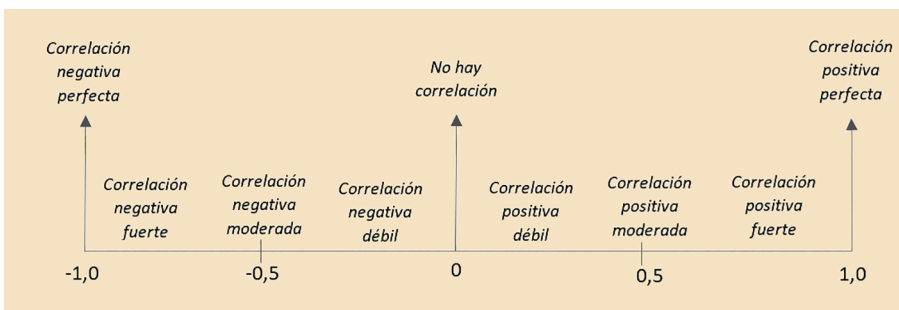 Correlación
negativa
perfecta
No hay
correlación
Correlación
positiva
perfecta
Correlación
negativa
fuerte
Correlación
negativa
moderada
Correlación
negativa
débil
Correlación
positiva
débil
Correlación
positiva
moderada
Correlación
positiva
fuerte
-1,0
-0,5
0
0,5
1,0